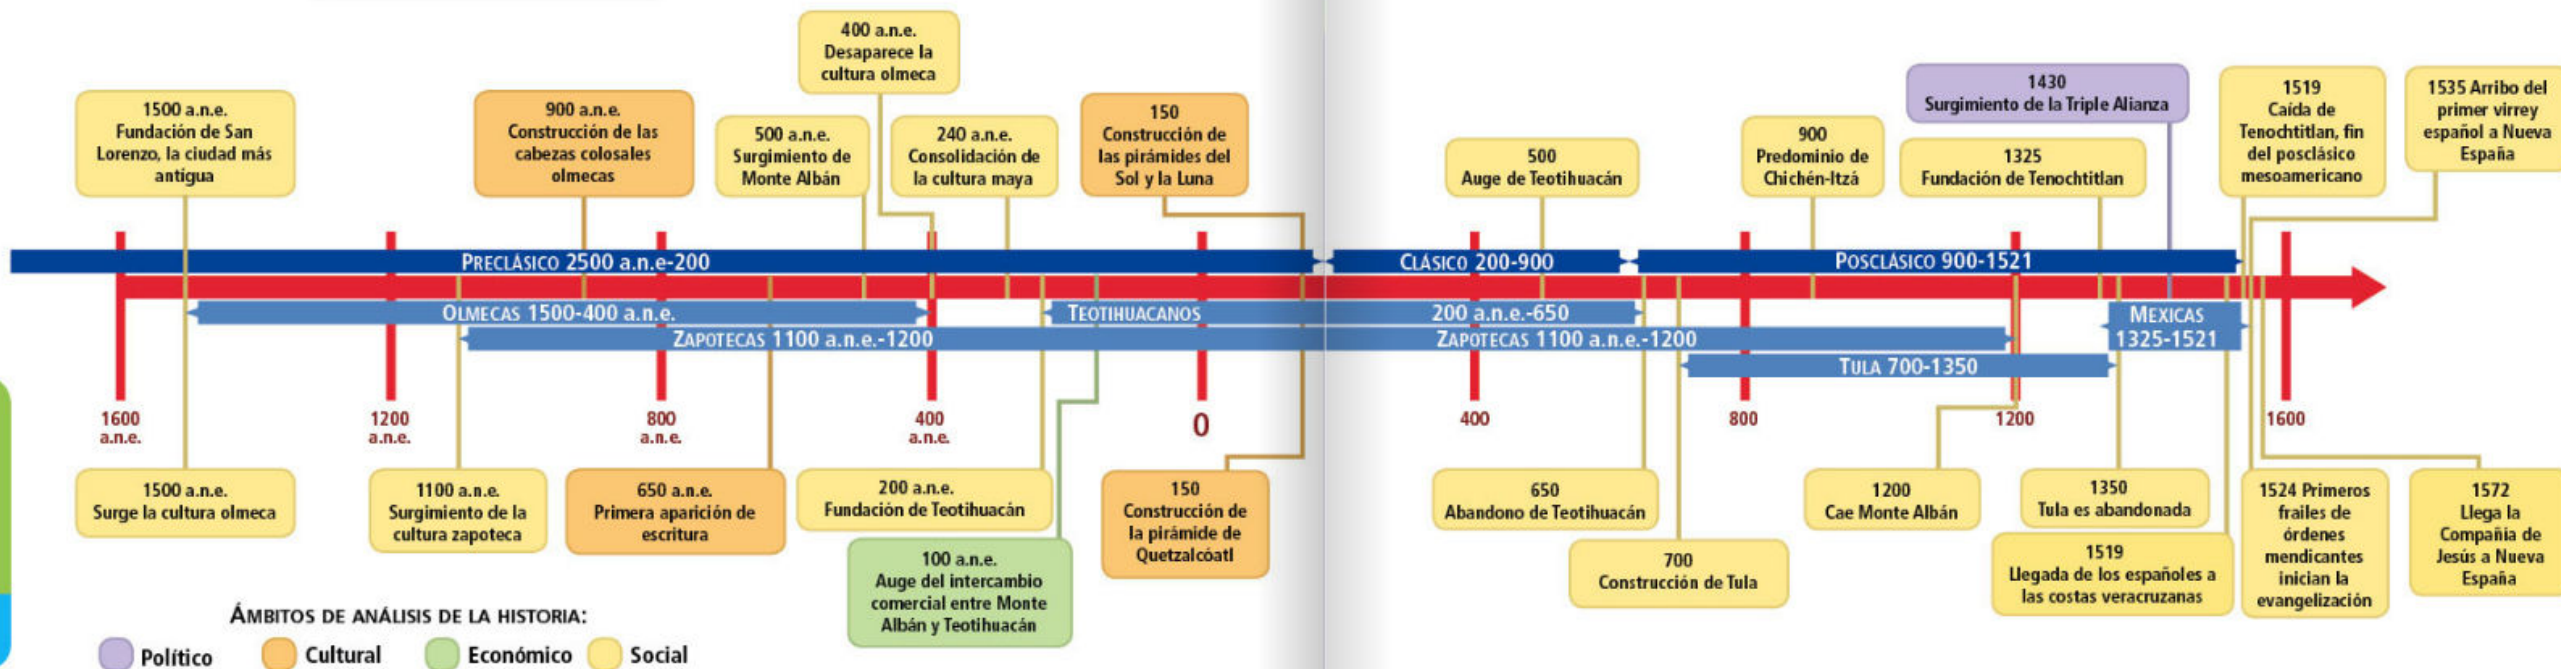 400 a.n.e.
Desaparece la
cultura olmeca
1500 a.n.e.
Fundación de San
Lorenzo, la ciudad más
antigua
900 a.n.e.
Construcción de las
cabezas colosales
olmecas
500 a.n.e.
Surgimiento de
Monte Albán
240 a.n.e.
Consolidación de
la cultura maya
150
Construcción de
las pirámides del
Sol y la Luna
500
Auge de Teotihuacán
900
Predominio de
Chichén-Itzá
1430
Surgimiento de la Triple Alianza
1325
Fundación de Tenochtitlan
1519
Caída de
Tenochtitlan, fin
del posclásico
mesoamericano
1535 Arribo del
primer virrey
español a Nueva
España
PRECLÁSICO 2500 a.n.e-200
CLÁSICO 200-900
POSCLÁSICO 900-1521
OLMECAS 1500-400 a.n.e.
TEOTIHUACANOS 200 a.n.e.-650
MEXICAS
1325-1521
ZAPOTECAS 1100 a.n.e.-1200
ZAPOTECAS 1100 a.n.e.-1200
TULA 700-1350
1600
a.n.e.
1200
a.n.e.
800
a.n.e.
400
a.n.e.
0
400
800
1200
1600
1500 a.n.e.
Surge la cultura olmeca
1100 a.n.e.
Surgimiento de la
cultura zapoteca
650 a.n.e.
Primera aparición de
escritura
200 a.n.e.
Fundación de Teotihuacán
100 a.n.e.
Auge del intercambio
comercial entre Monte
Albán y Teotihuacán
150
Construcción de
la pirámide de
Quetzalcóatl
650
Abandono de Teotihuacán
700
Construcción de Tula
1200
Cae Monte Albán
1350
Tula es abandonada
1519
Llegada de los españoles a
las costas veracruzanas
1524 Primeros
frailes de
órdenes
mendicantes
inician la
evangelización
1572
Llega la
Compañía de
Jesús a Nueva
España
ÁMBITOS DE ANÁLISIS DE LA HISTORIA:
Político
Cultural
Económico
Social